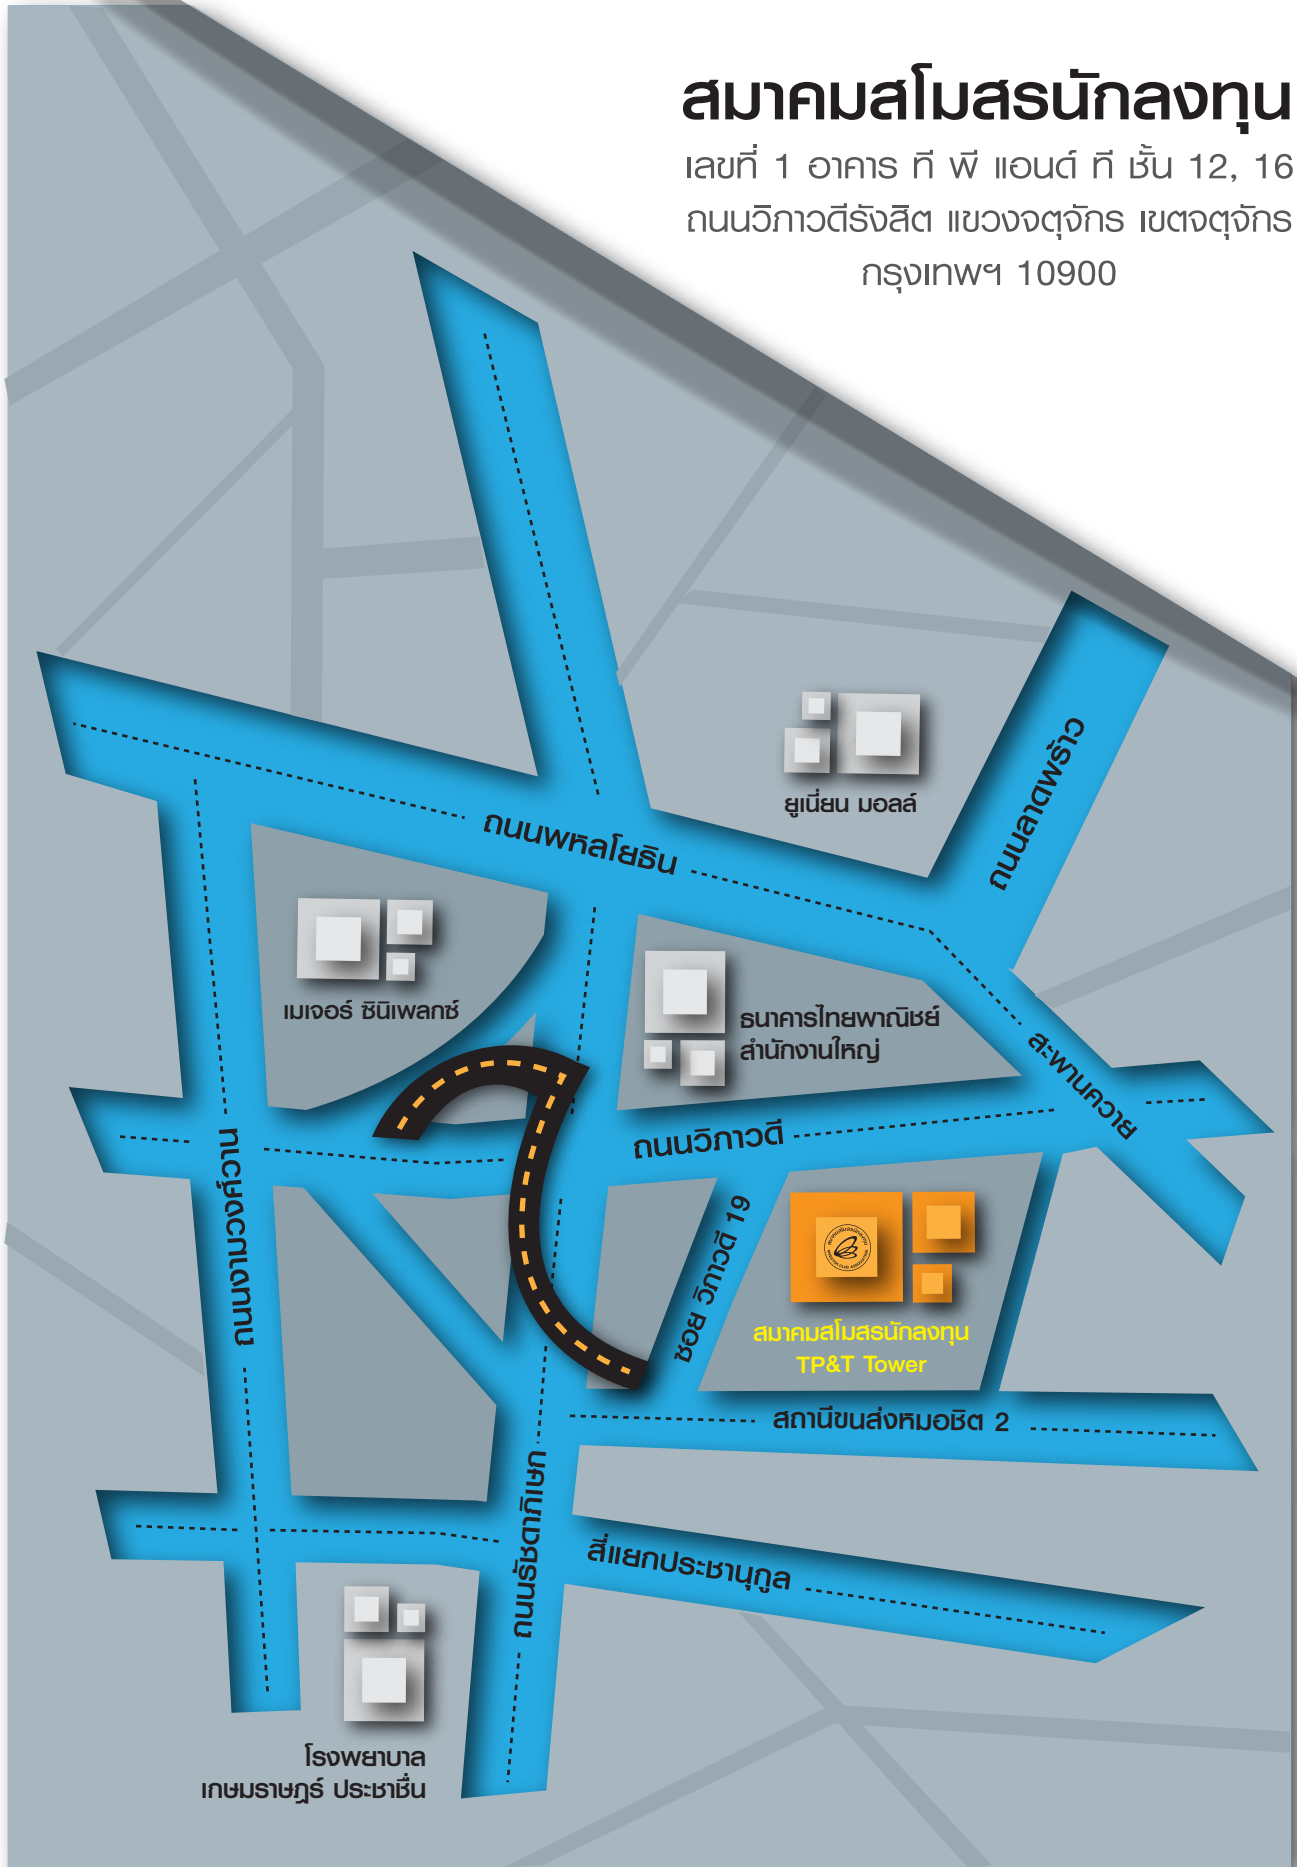 สมาคมสโมสรนักลงทุน
เลขที่ 1 อาคาร ที พี แอนด์ ที ชั้น 12, 16
ถนนวิภาวดีรังสิต แขวงจตุจักร เขตจตุจักร
กรุงเทพฯ 10900
ถนนลาดพร้าว
ยูเนี่ยน มอลล์
ถนนพหลโยธิน
เมเจอร์ ซินิเพลกซ์
ธนาคารไทยพาณิชย์
สำนักงานใหญ่
สะพานควาย
ถนนวิภาวดี
ถนนงามวงศ์วาน
ซอย วิภาวดี 19
สมาคมสโมสรนักลงทุน
TP&T Tower
สถานีขนส่งหมอชิต 2
ถนนรัชดาภิเษก
สี่แยกประชานุกูล
โรงพยาบาล
เกษมราษฎร์ ประชาชื่น